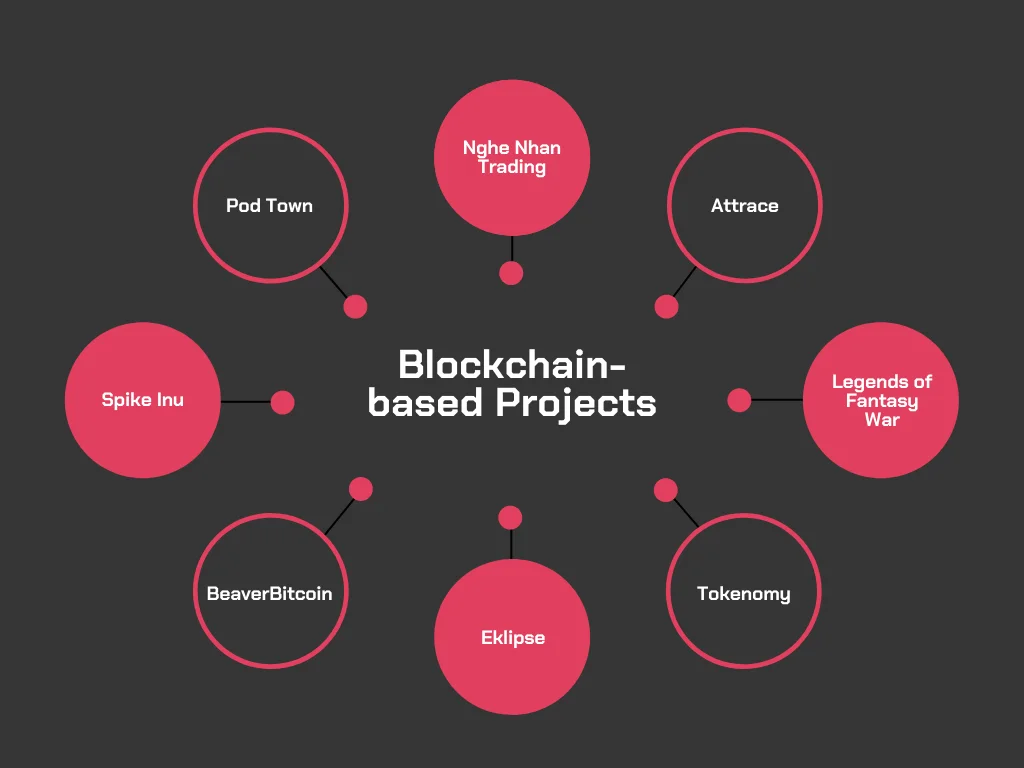 Nghe Nhan
Trading
Pod Town
Attrace
Blockchain-
based Projects
Spike Inu
Legends of
Fantasy
War
BeaverBitcoin
Tokenomy
Eklipse